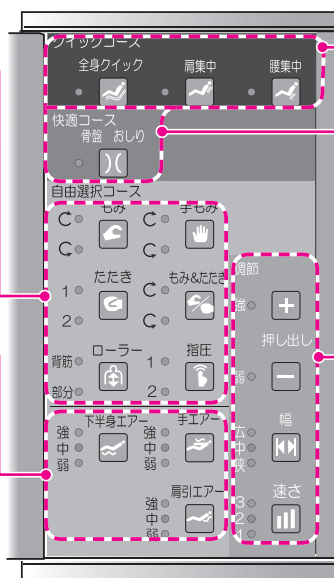 クイックコース
全身クイック 肩集中 腰集中
快適コース
骨盤 おしり
自由選択コース
もみ 手もみ
たたき もみ&たたき
1
2
ローラー 指圧
背筋 1
部分 2
下半身エアー 手エアー
強 強
中 中
弱 弱
肩引エアー
強
中
弱
調節
強
押し出し
弱
幅
広
中
狭
速さ
3
2
1